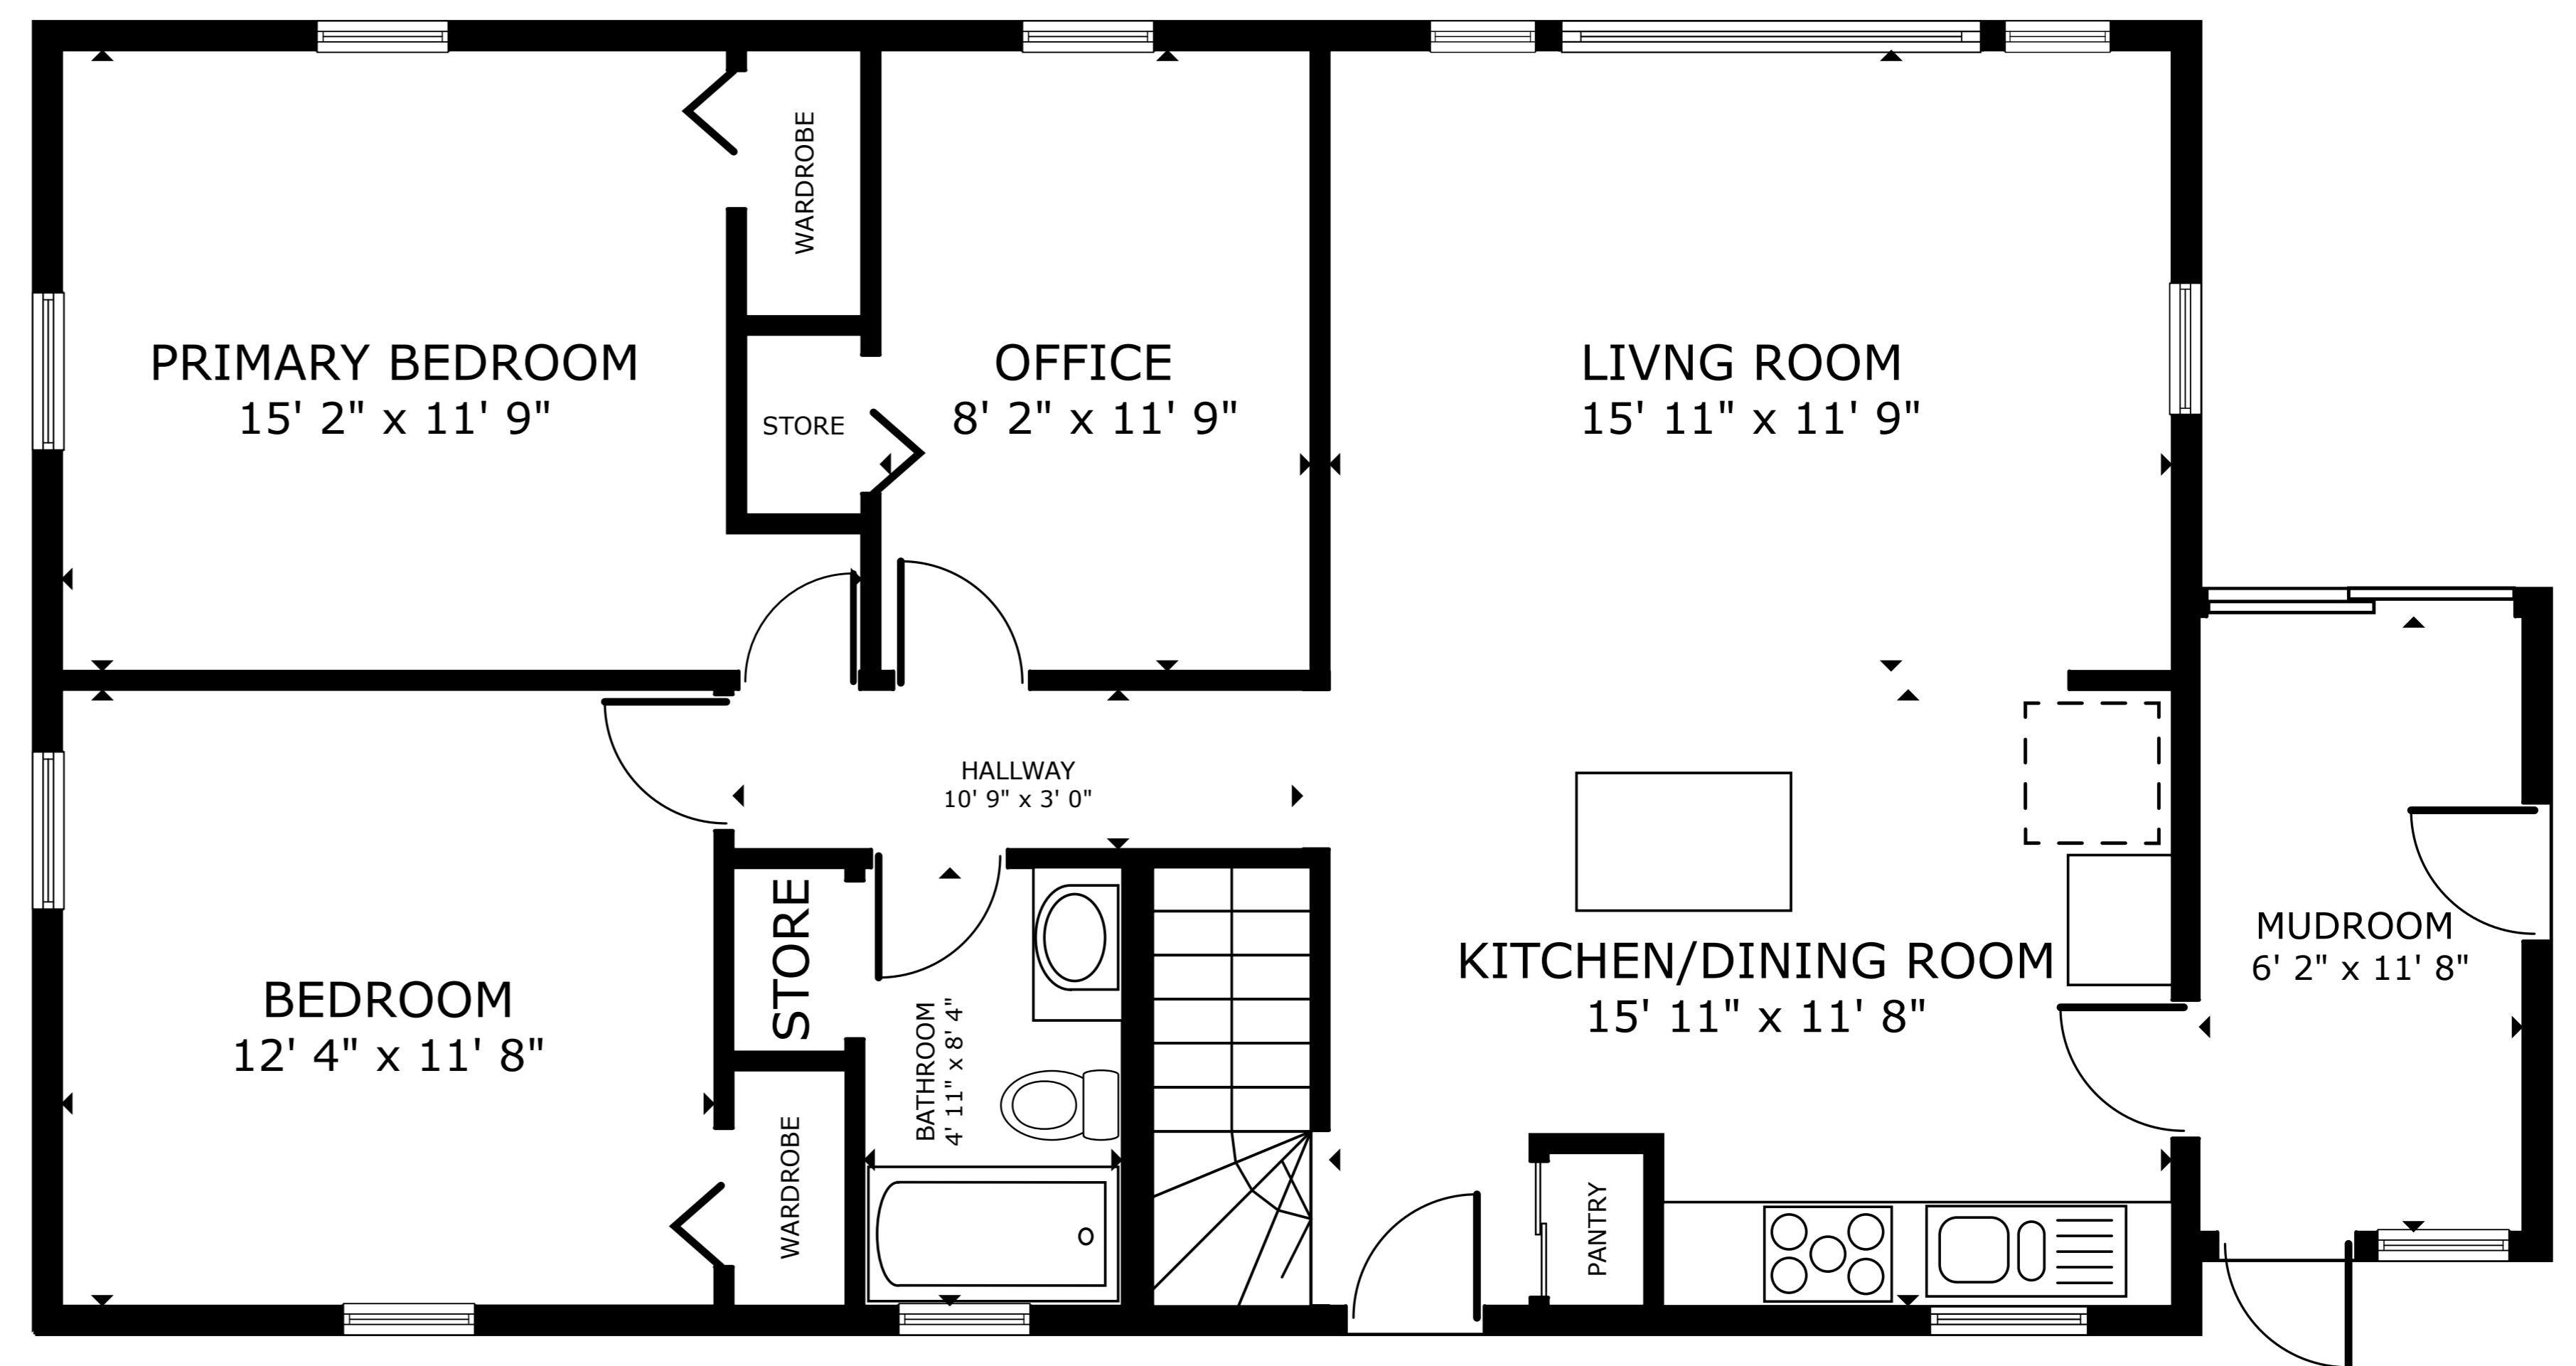 WARDROBE
PRIMARY BEDROOM
15' 2" x 11' 9"
STORE
OFFICE
8' 2" x 11' 9"
LIVNG ROOM
15' 11" x 11' 9"
HALLWAY
10' 9" x 3' 0"
BEDROOM
12' 4" x 11' 8"
STORE
WARDROBE
BATHROOM
4' 11" x 8' 4"
KITCHEN/DINING ROOM
15' 11" x 11' 8"
PANTRY
MUDROOM
6' 2" x 11' 8"